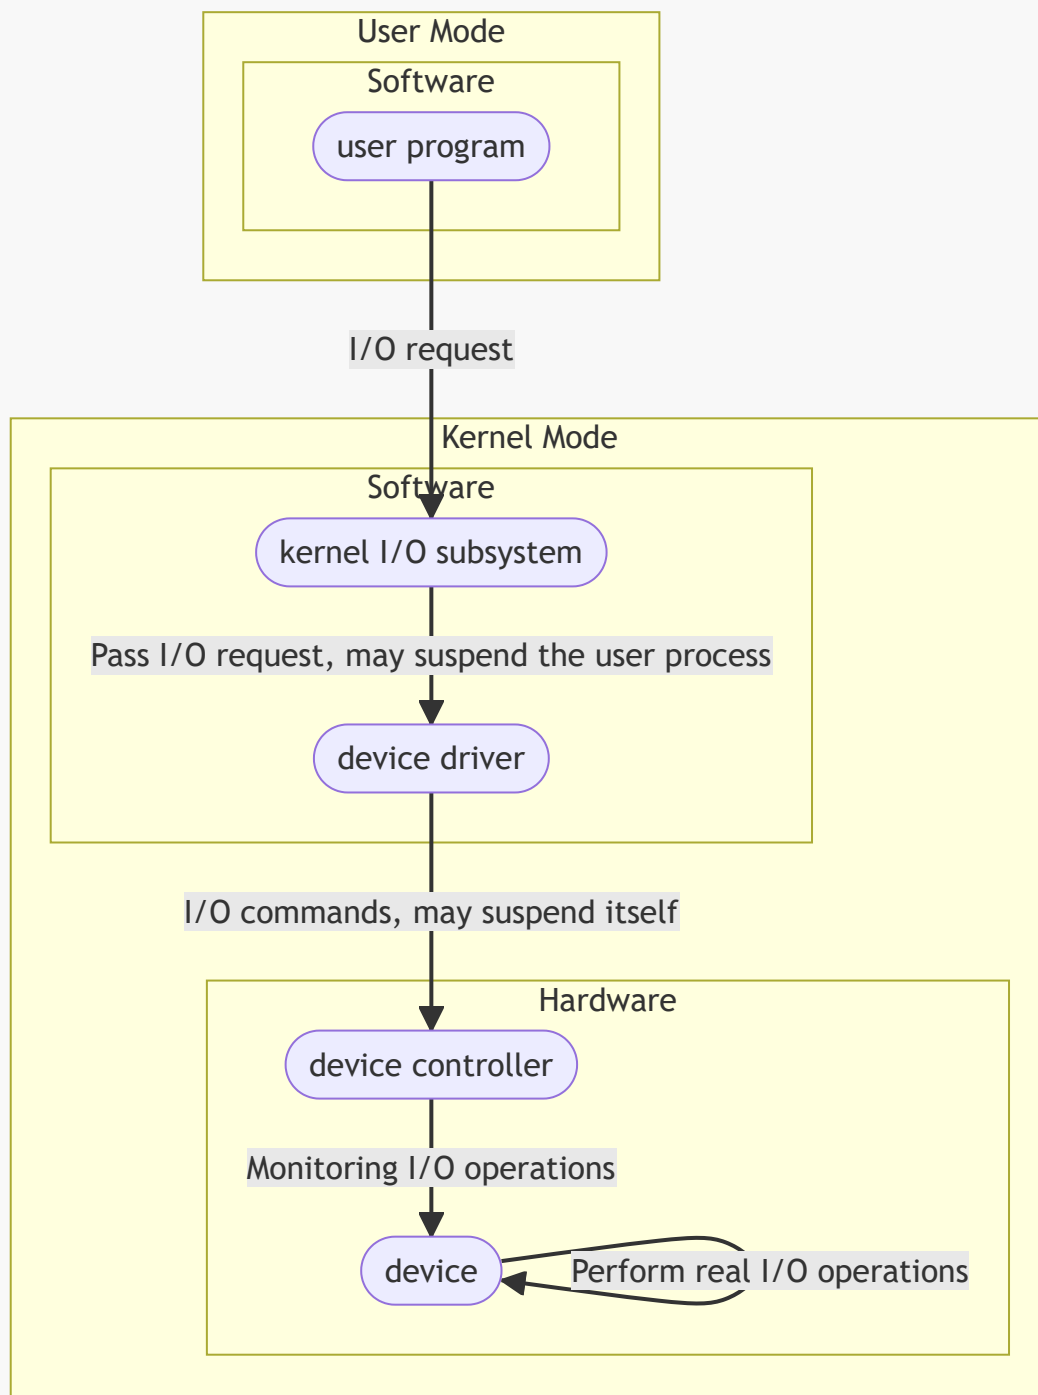 User Mode
Software
user program
I/O request
Kernel Mode
Software
kernel I/O subsystem
Pass I/O request, may suspend the user process
device driver
I/O commands, may suspend itself
Hardware
device controller
Monitoring I/O operations
device
Perform real I/O operations